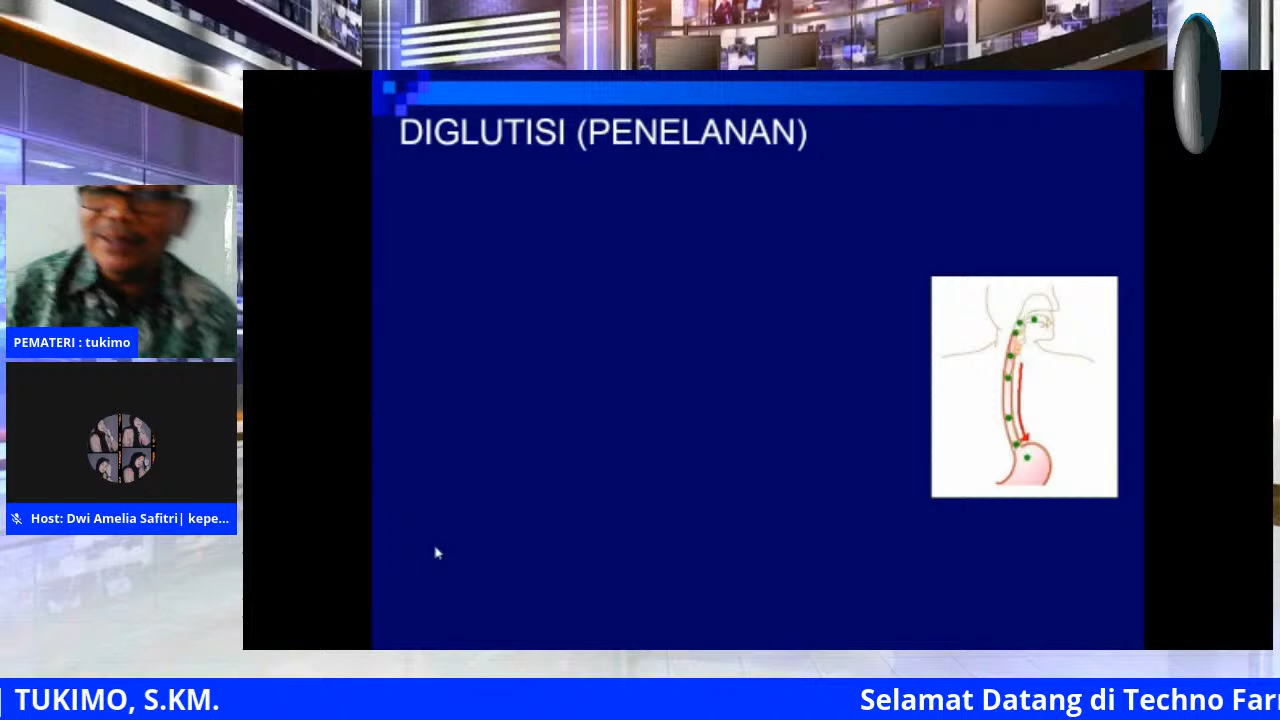 DIGLUTISI (PENELANAN)
PEMATERI : tukimo
Host: Dwi Amelia Safitri| kepe...
| TUKIMO, S.KM.
Selamat Datang di Techno Far